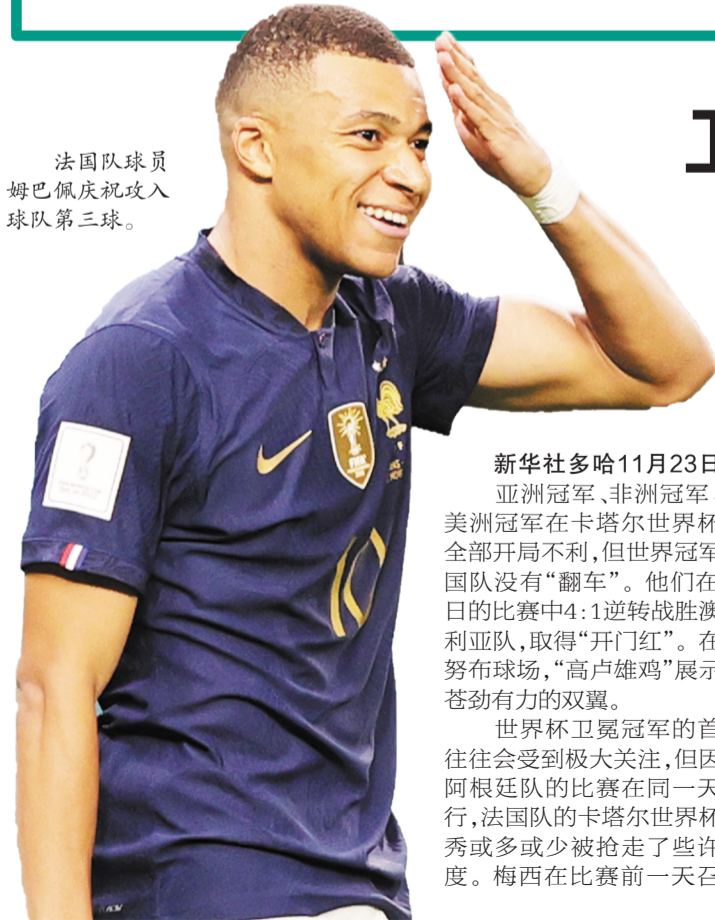 法国队球员
姆巴佩庆祝攻入
球队第三球。
新华社多哈11月23日
亚洲冠军、非洲冠军、
美洲冠军在卡塔尔世界杯
全部开局不利,但世界冠军
国队没有“翻车”。他们在
日的比赛中4:1逆转战胜澳
利亚队,取得“开门红”。在
努布球场,“高卢雄鸡”展示
苍劲有力的双翼。
世界杯卫冕冠军的首
往往会受到极大关注,但因
阿根廷队的比赛在同一天
行,法国队的卡塔尔世界杯
秀或多或少被抢走了些许
度。梅西在比赛前一天召